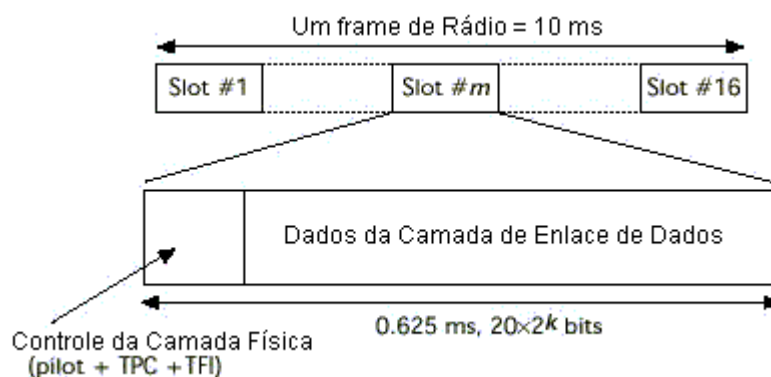 Um frame de Rádio = 10 ms
Slot #1
Slot #m
Slot #16
Dados da Camada de Enlace de Dados
0.625 ms, 20×2k bits
Controle da Camada Física
(pilot + TPC +TFI)